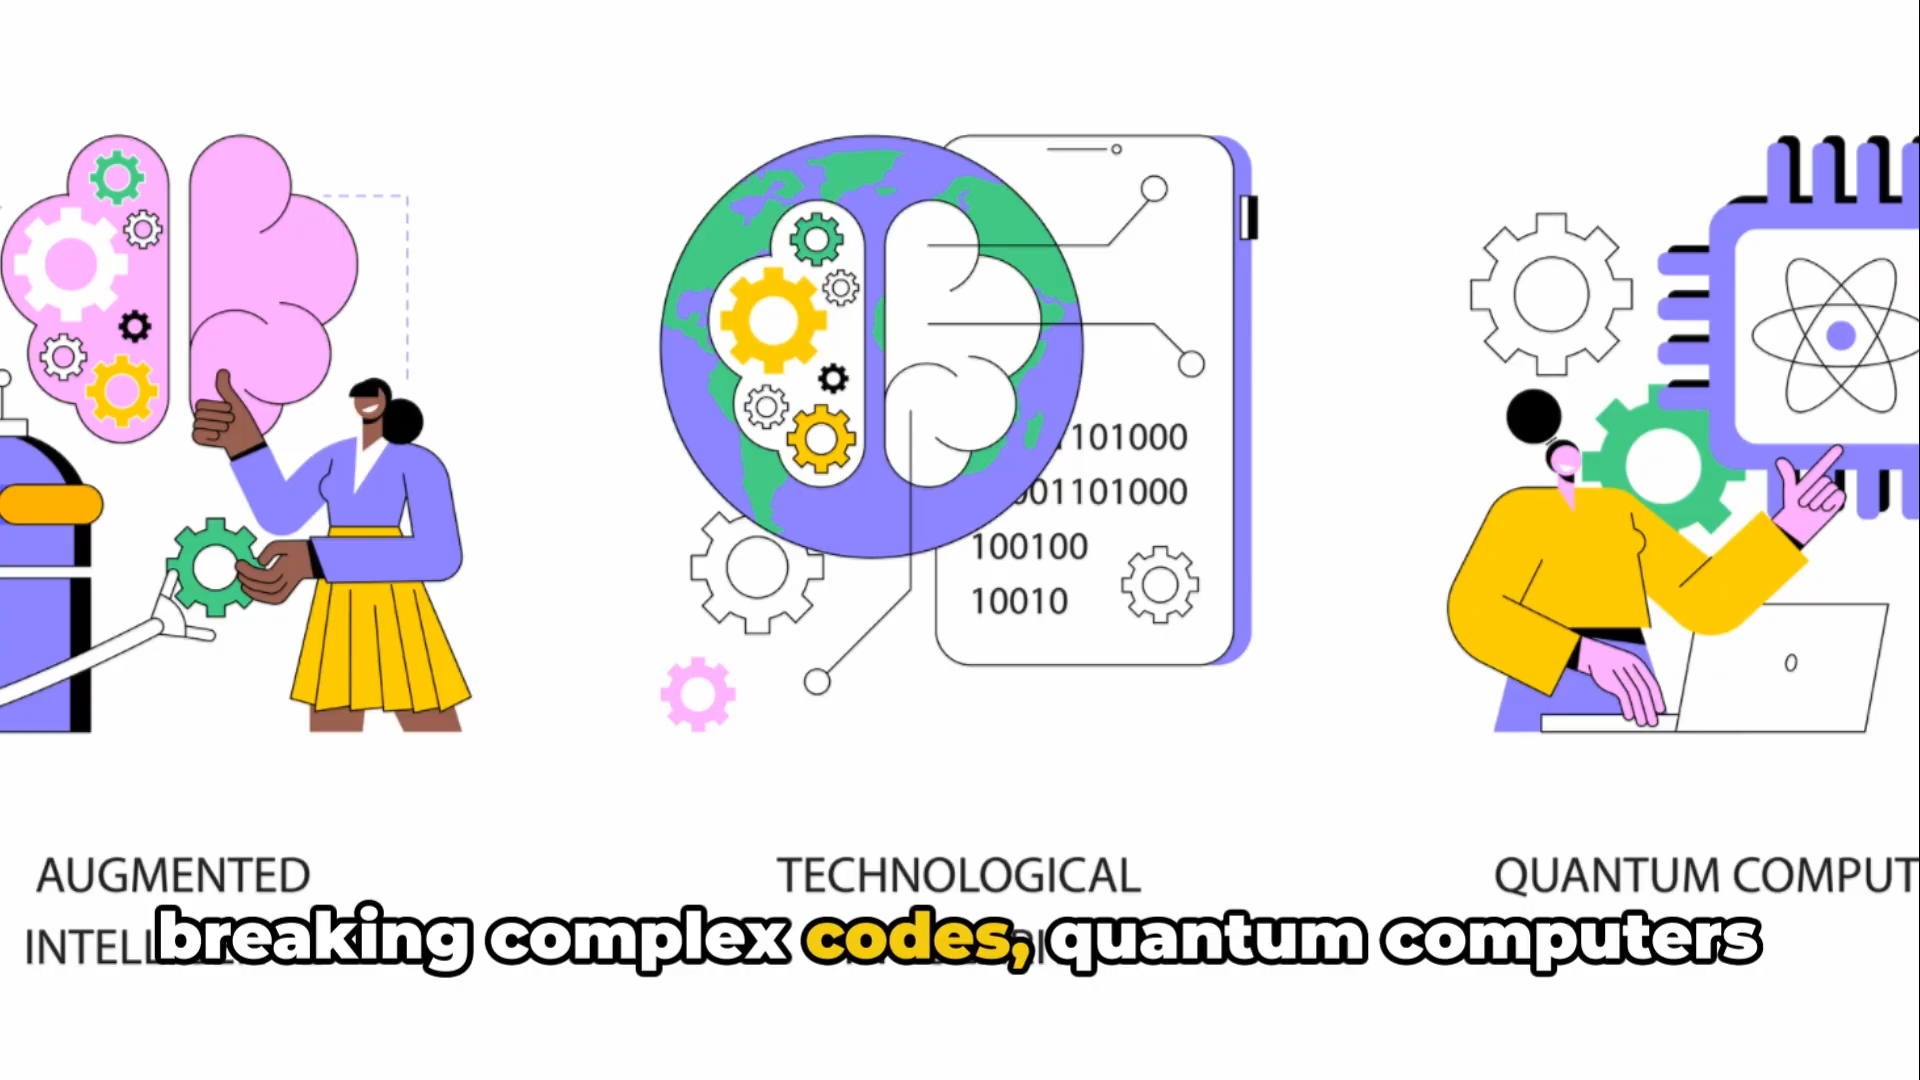 101000
01101000
100100
10010
AUGMENTED
TECHNOLOGICAL
QUANTUM COMPUT
INTELL
breaking complex codes, quantum computers